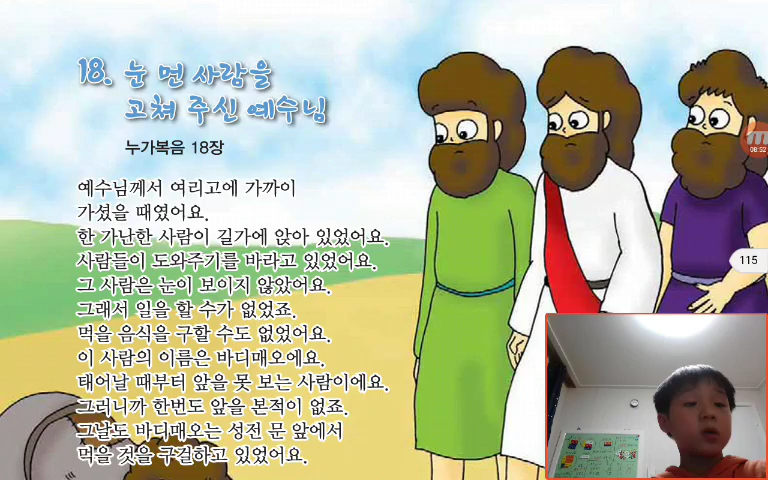 18. 눈 먼 사람을
고쳐 주신 예수님
누가복음 18장
예수님께서 여리고에 가까이
가셨을 때였어요.
한 가난한 사람이 길가에 앉아 있었어요.
사람들이 도와주기를 바라고 있었어요.
그 사람은 눈이 보이지 않았어요.
그래서 일을 할 수가 없었죠.
먹을 음식을 구할 수도 없었어요.
이 사람의 이름은 바디매오에요.
태어날 때부터 앞을 못 보는 사람이에요.
그러니까 한번도 앞을 본적이 없죠.
그날도 바디매오는 성전 문 앞에서
먹을 것을 구걸하고 있었어요.
08:52
115